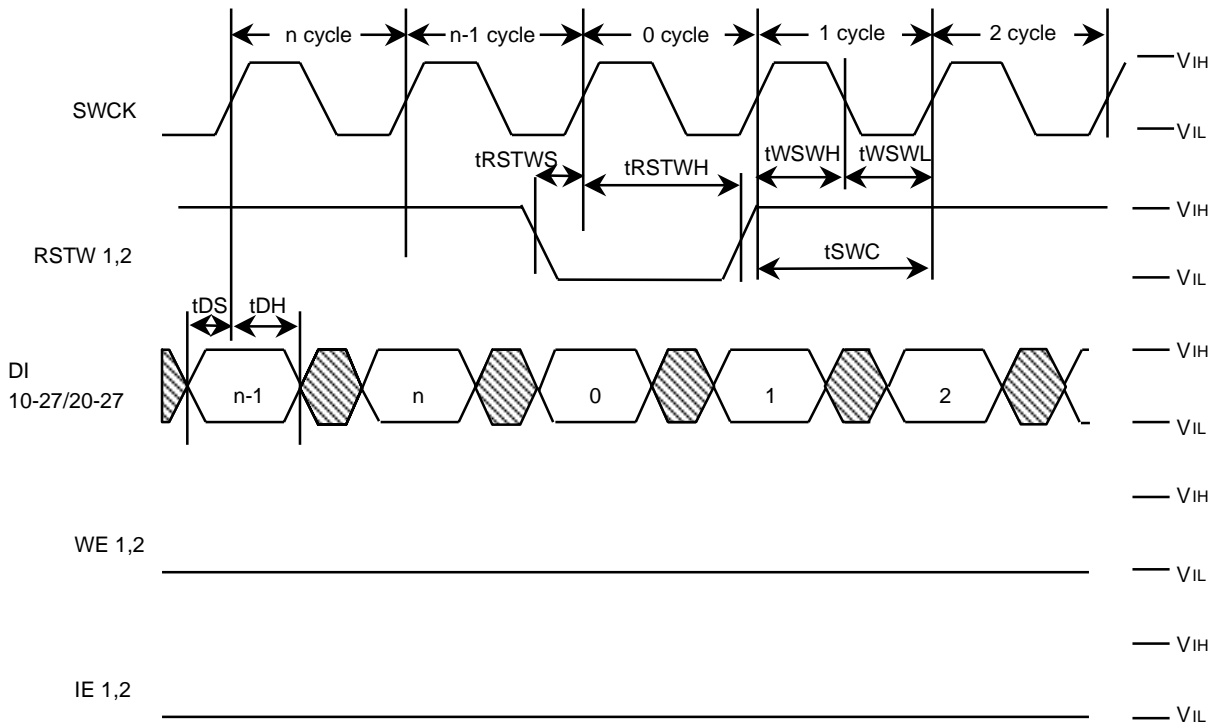 n cycle n-1 cycle 0 cycle 1 cycle 2 cycle
VIH
SWCK
VIL
tRSTWS tRSTWH tWSWH tWSWL
VIH
RSTW 1,2
tSWC
VIL
tDS tDH
VIH
DI
10-27/20-27
n-1 n 0 1 2
VIL
VIH
WE 1,2
VIL
VIH
IE 1,2
VIL